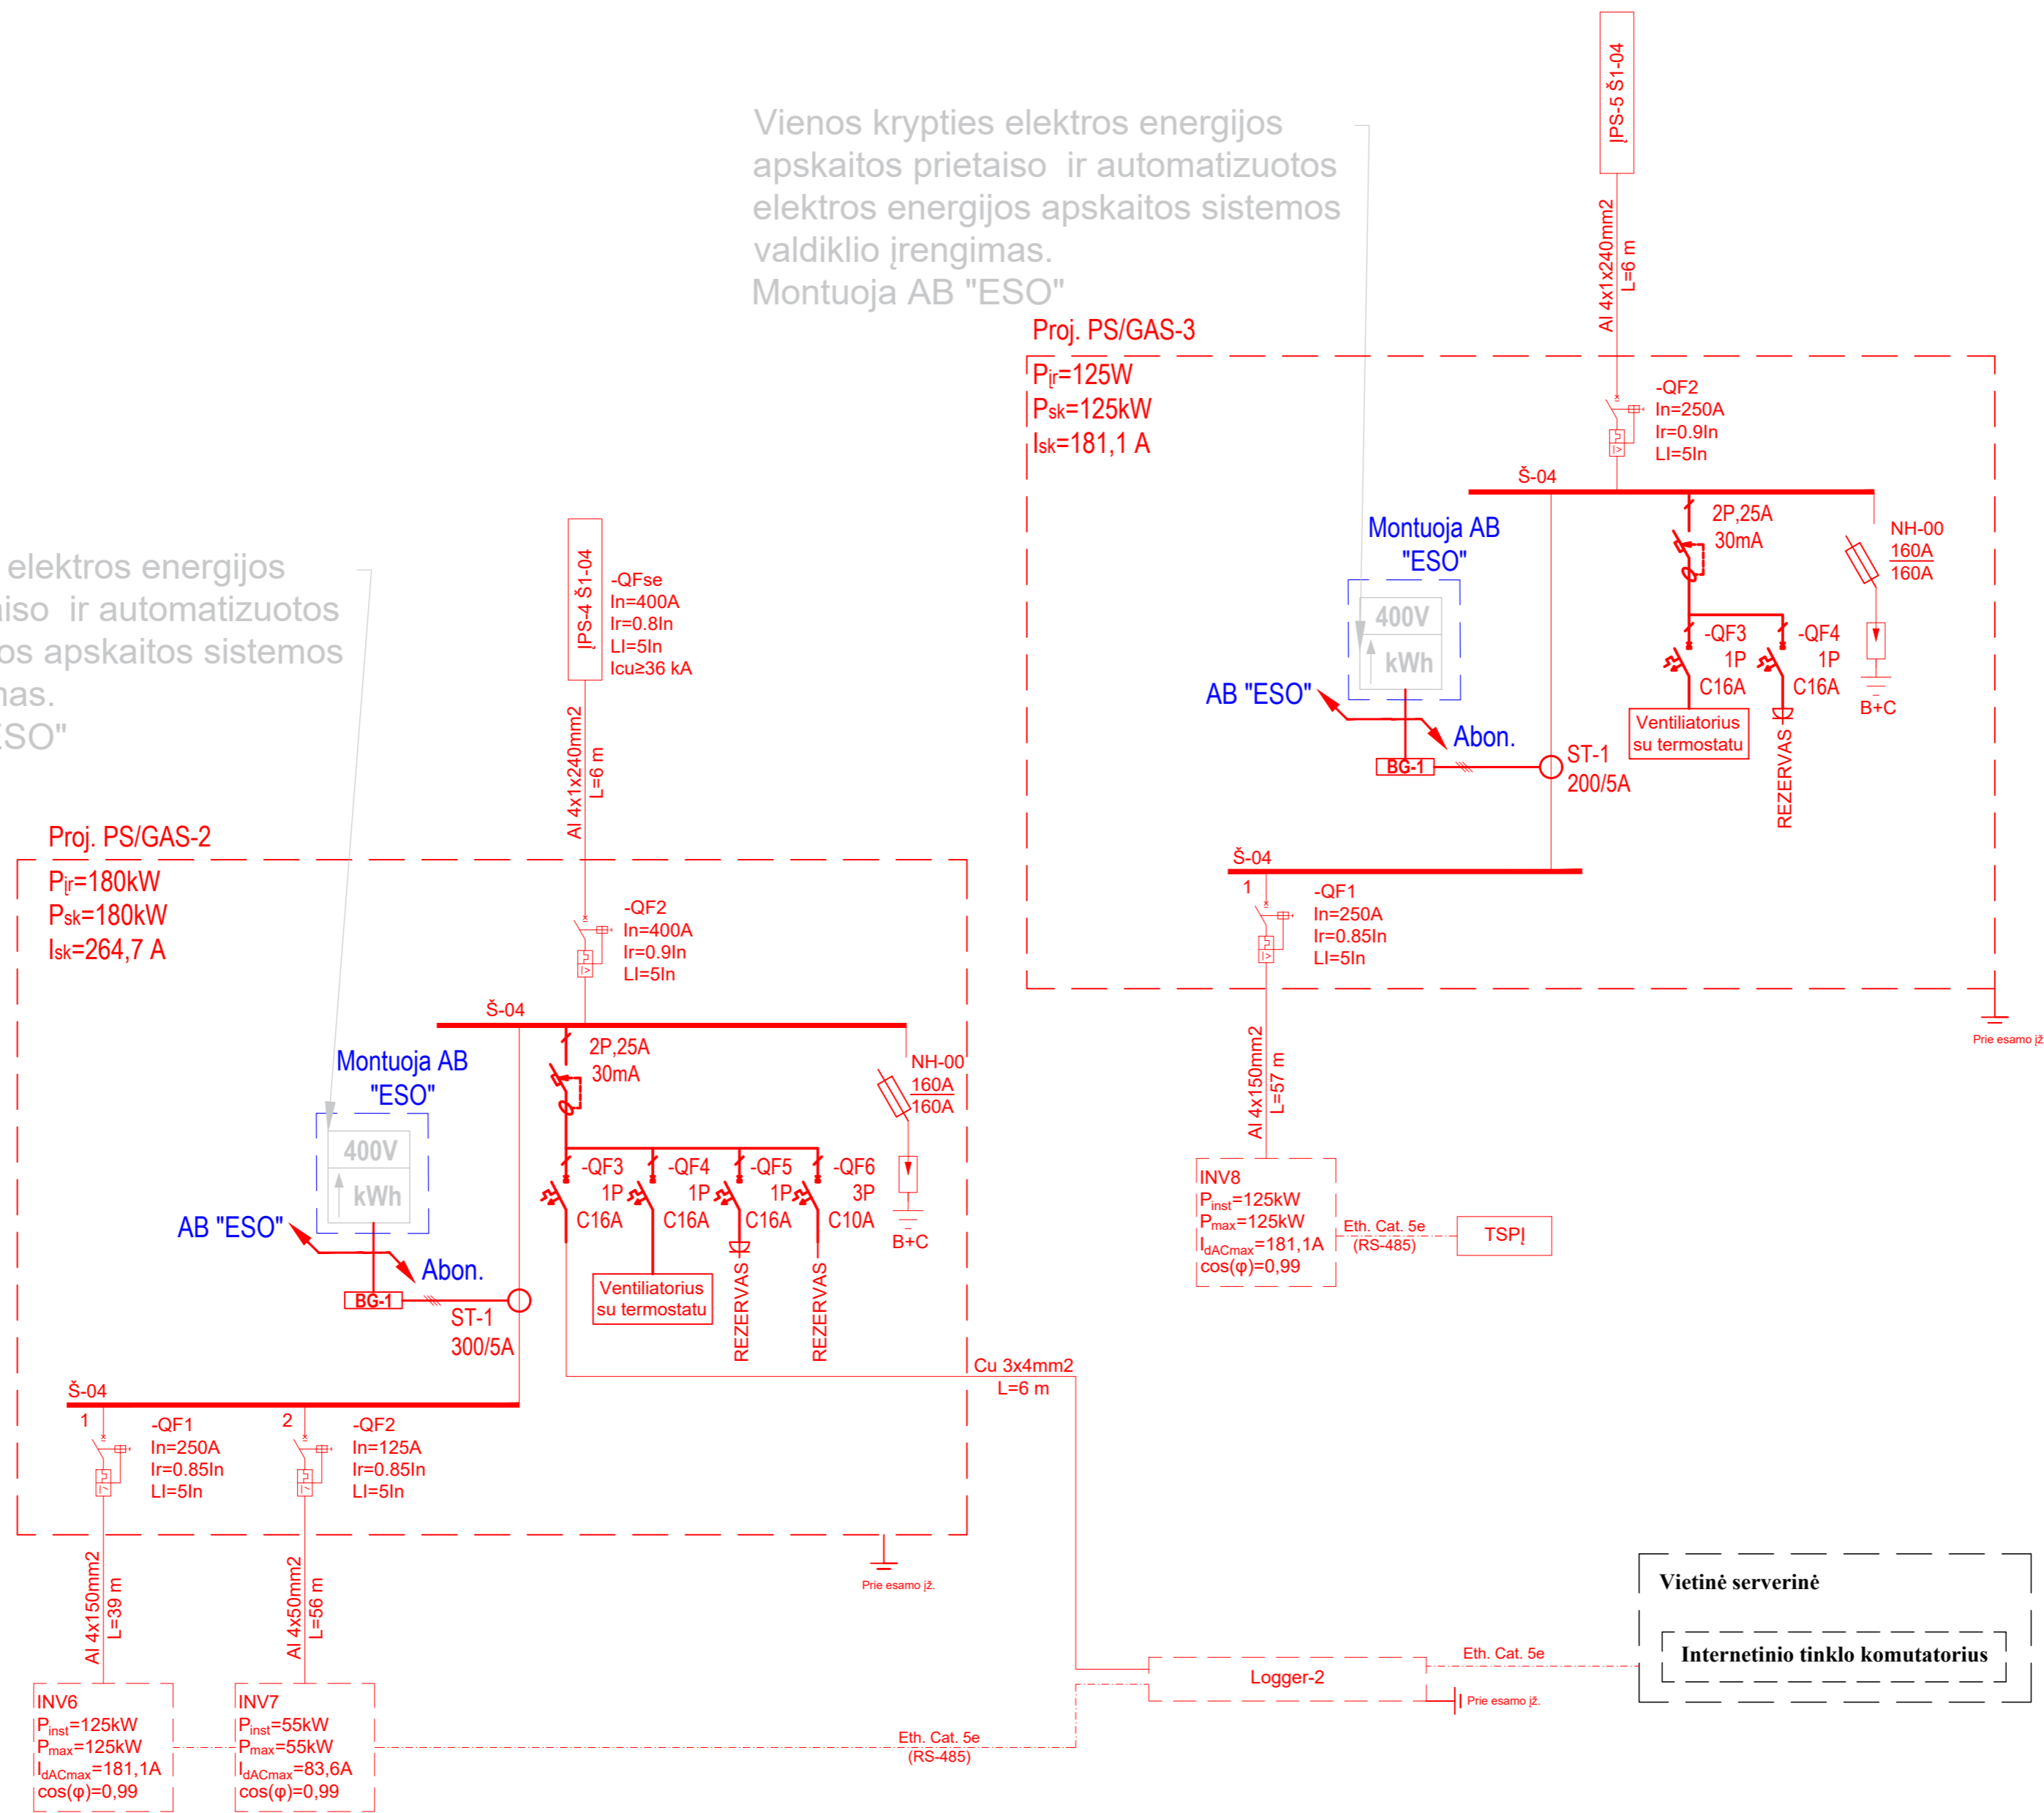 Vienos krypties elektros energijos
apskaitos prietaiso ir automatizuotos
elektros energijos apskaitos sistemos
valdiklio įrengimas.
Montuoja AB "ESO"
ĮPS-5 Š1-04
Al 4x1x240mm2
L=6 m
Proj. PS/GAS-3
Pįr=125W
Psk=125kW
Isk=181,1 A
-QF2
In=250A
Ir=0.9In
LI=5In
Š-04
2P,25A
30mA
NH-00
160A
160A
Montuoja AB
"ESO"
400V
kWh
-QF3
1P
C16A
-QF4
1P
C16A
B+C
AB "ESO"
Abon.
BG-1
ST-1
200/5A
Ventiliatorius
su termostatu
REZERVAS
Š-04
1
-QF1
In=250A
Ir=0.85In
LI=5In
Prie esamo įž
Al 4x150mm2
L=57 m
INV8
Pinst=125kW
Pmax=125kW
IdACmax=181,1A
cos(φ)=0,99
Eth. Cat. 5e
(RS-485)
TSPĮ
elektros energijos
aiso ir automatizuotos
os apskaitos sistemos
mas.
ESO"
ĮPS-4 Š1-04
-QFse
In=400A
Ir=0.8In
LI=5In
Icu≥36 kA
Al 4x1x240mm2
L=6 m
Proj. PS/GAS-2
Pįr=180kW
Psk=180kW
Isk=264,7 A
-QF2
In=400A
Ir=0.9In
LI=5In
Š-04
2P,25A
30mA
NH-00
160A
160A
Montuoja AB
"ESO"
400V
kWh
-QF3
1P
C16A
-QF4
1P
C16A
-QF5
1P
C16A
-QF6
3P
C10A
B+C
AB "ESO"
Abon.
BG-1
ST-1
300/5A
Ventiliatorius
su termostatu
REZERVAS
REZERVAS
Cu 3x4mm2
L=6 m
Š-04
1
-QF1
In=250A
Ir=0.85In
LI=5In
2
-QF2
In=125A
Ir=0.85In
LI=5In
Prie esamo įž.
Al 4x150mm2
L=39 m
Al 4x50mm2
L=56 m
INV6
Pinst=125kW
Pmax=125kW
IdACmax=181,1A
cos(φ)=0,99
INV7
Pinst=55kW
Pmax=55kW
IdACmax=83,6A
cos(φ)=0,99
Eth. Cat. 5e
(RS-485)
Logger-2
Prie esamo įž.
Eth. Cat. 5e
Vietinė serverinė
Internetinio tinklo komutatorius